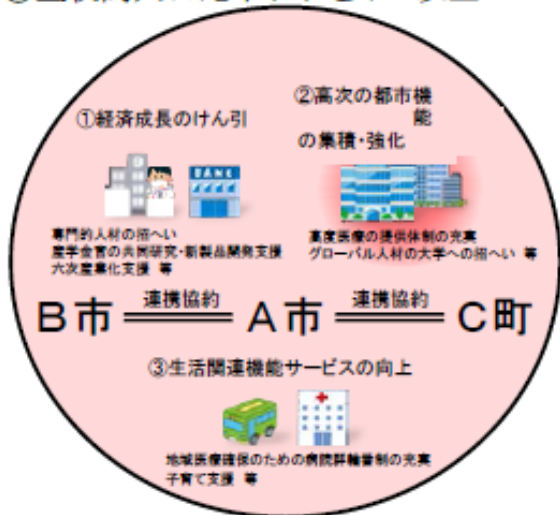 ①経済成長のけん引
②高次の都市機
能
の集積・強化
BANK
専門的人材の招へい
産学金官の共同研究・新製品開発支援
六次産業化支援 等
高度医療の提供体制の充実
グローバル人材の大学への招へい 等
B市 連携協約 A市 連携協約 C町
③生活関連機能サービスの向上
地域医療確保のための病院群輪番制の充実
子育て支援 等